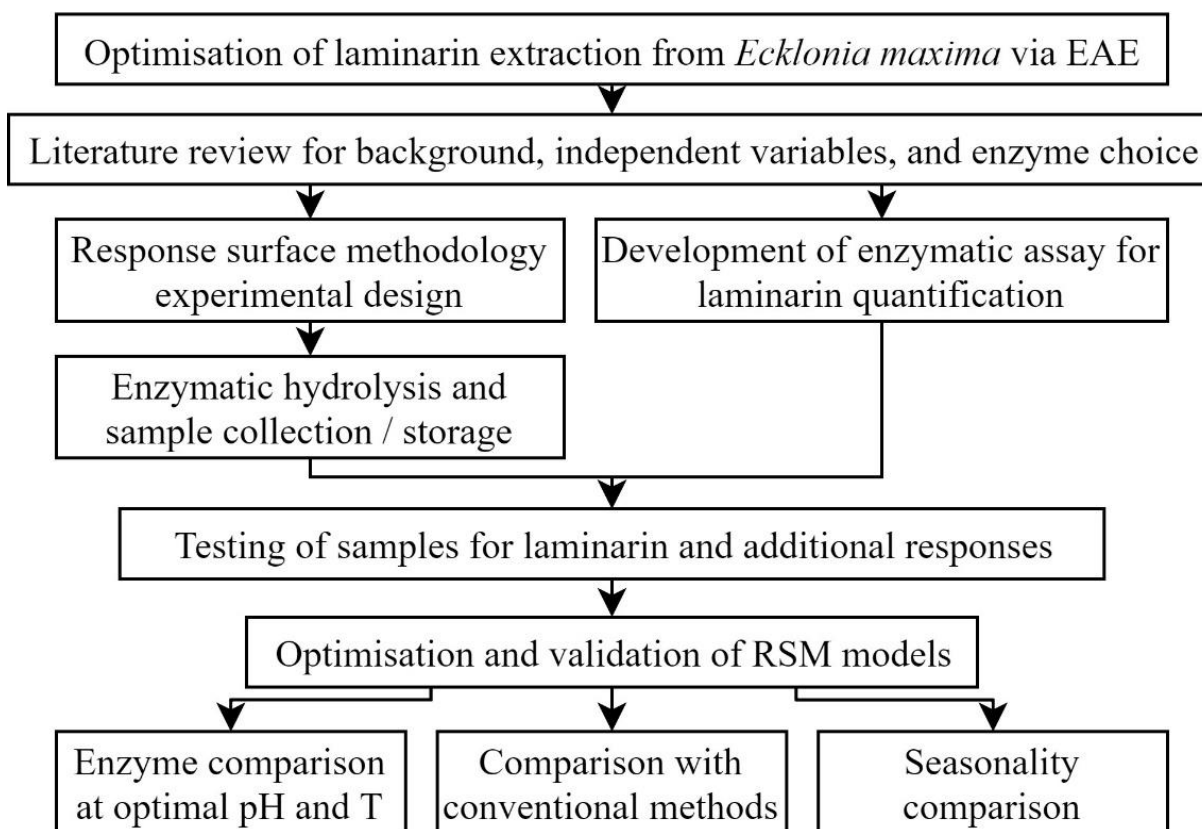 Optimisation of laminarin extraction from Ecklonia maxima via EAE
Literature review for background, independent variables, and enzyme choice
Response surface methodology
experimental design
Development of enzymatic assay for
laminarin quantification
Enzymatic hydrolysis and
sample collection / storage
Testing of samples for laminarin and additional responses
Optimisation and validation of RSM models
Enzyme comparison
at optimal pH and T
Comparison with
conventional methods
Seasonality
comparison